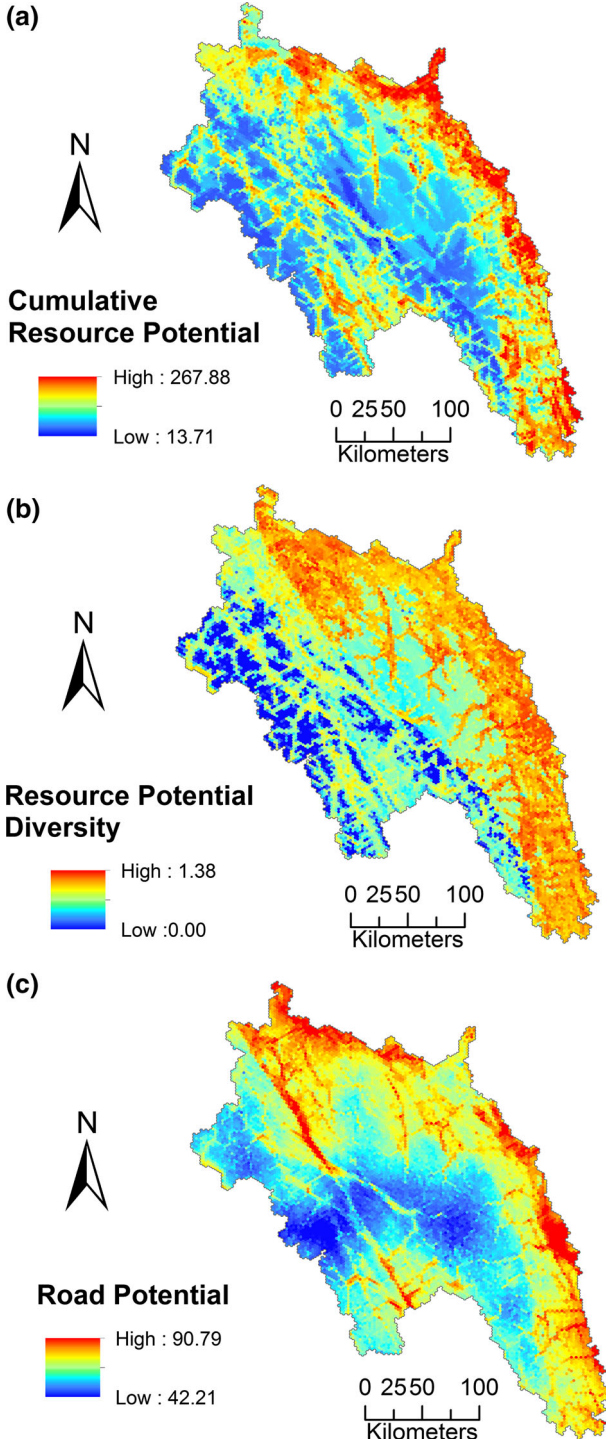 (a)
N
Cumulative
Resource Potential
High : 267.88
Low : 13.71
0 25 50 100
Kilometers
(b)
N
Resource Potential
Diversity
High : 1.38
Low :0.00
0 25 50 100
Kilometers
(c)
N
Road Potential
High : 90.79
Low : 42.21
0 25 50 100
Kilometers